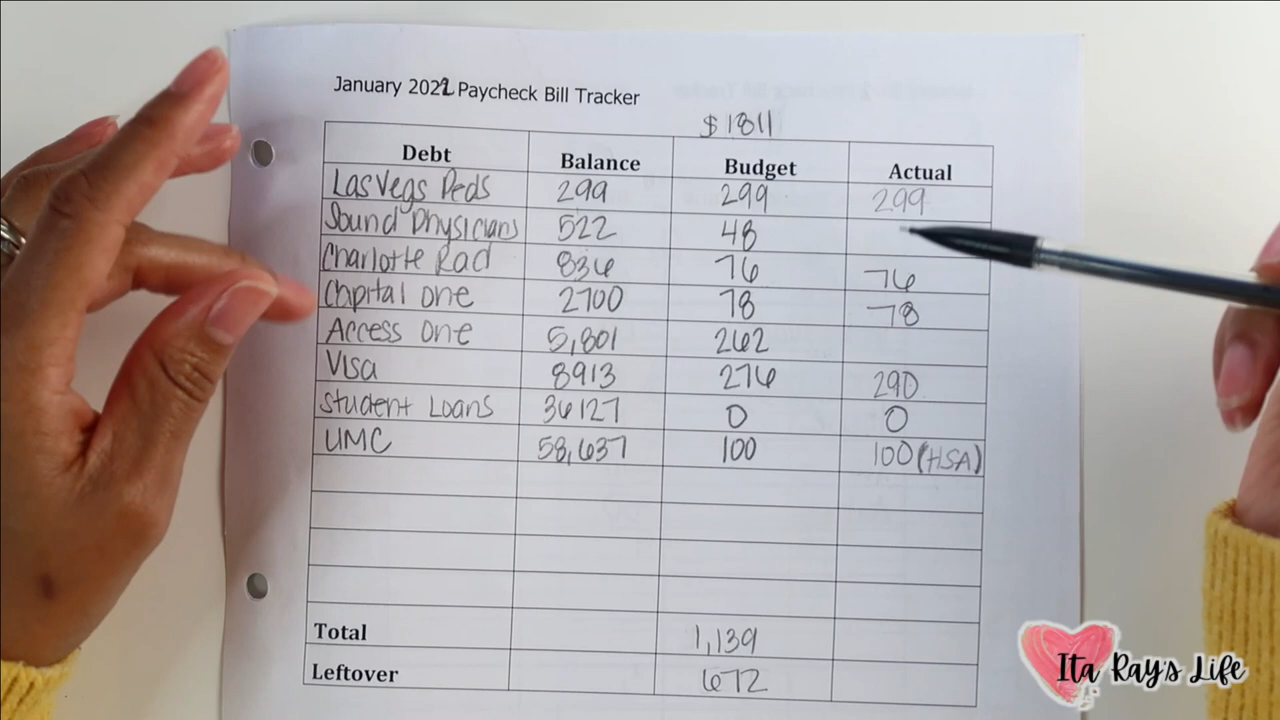 January 2022 Paycheck Bill Tracker
$1811
Debt Balance Budget Actual
Las Vegs Peds 299 299 299
Sound Physicians 522 48
Charlotte Rad 836 76 76
Capital One 2700 78 78
Access One 5,801 262
Visa 8913 276 290
Student Loans 36127 0 0
UMC 58,637 100 100 (HSA)
Total 1,139
Leftover 672
Ita Ray's Life